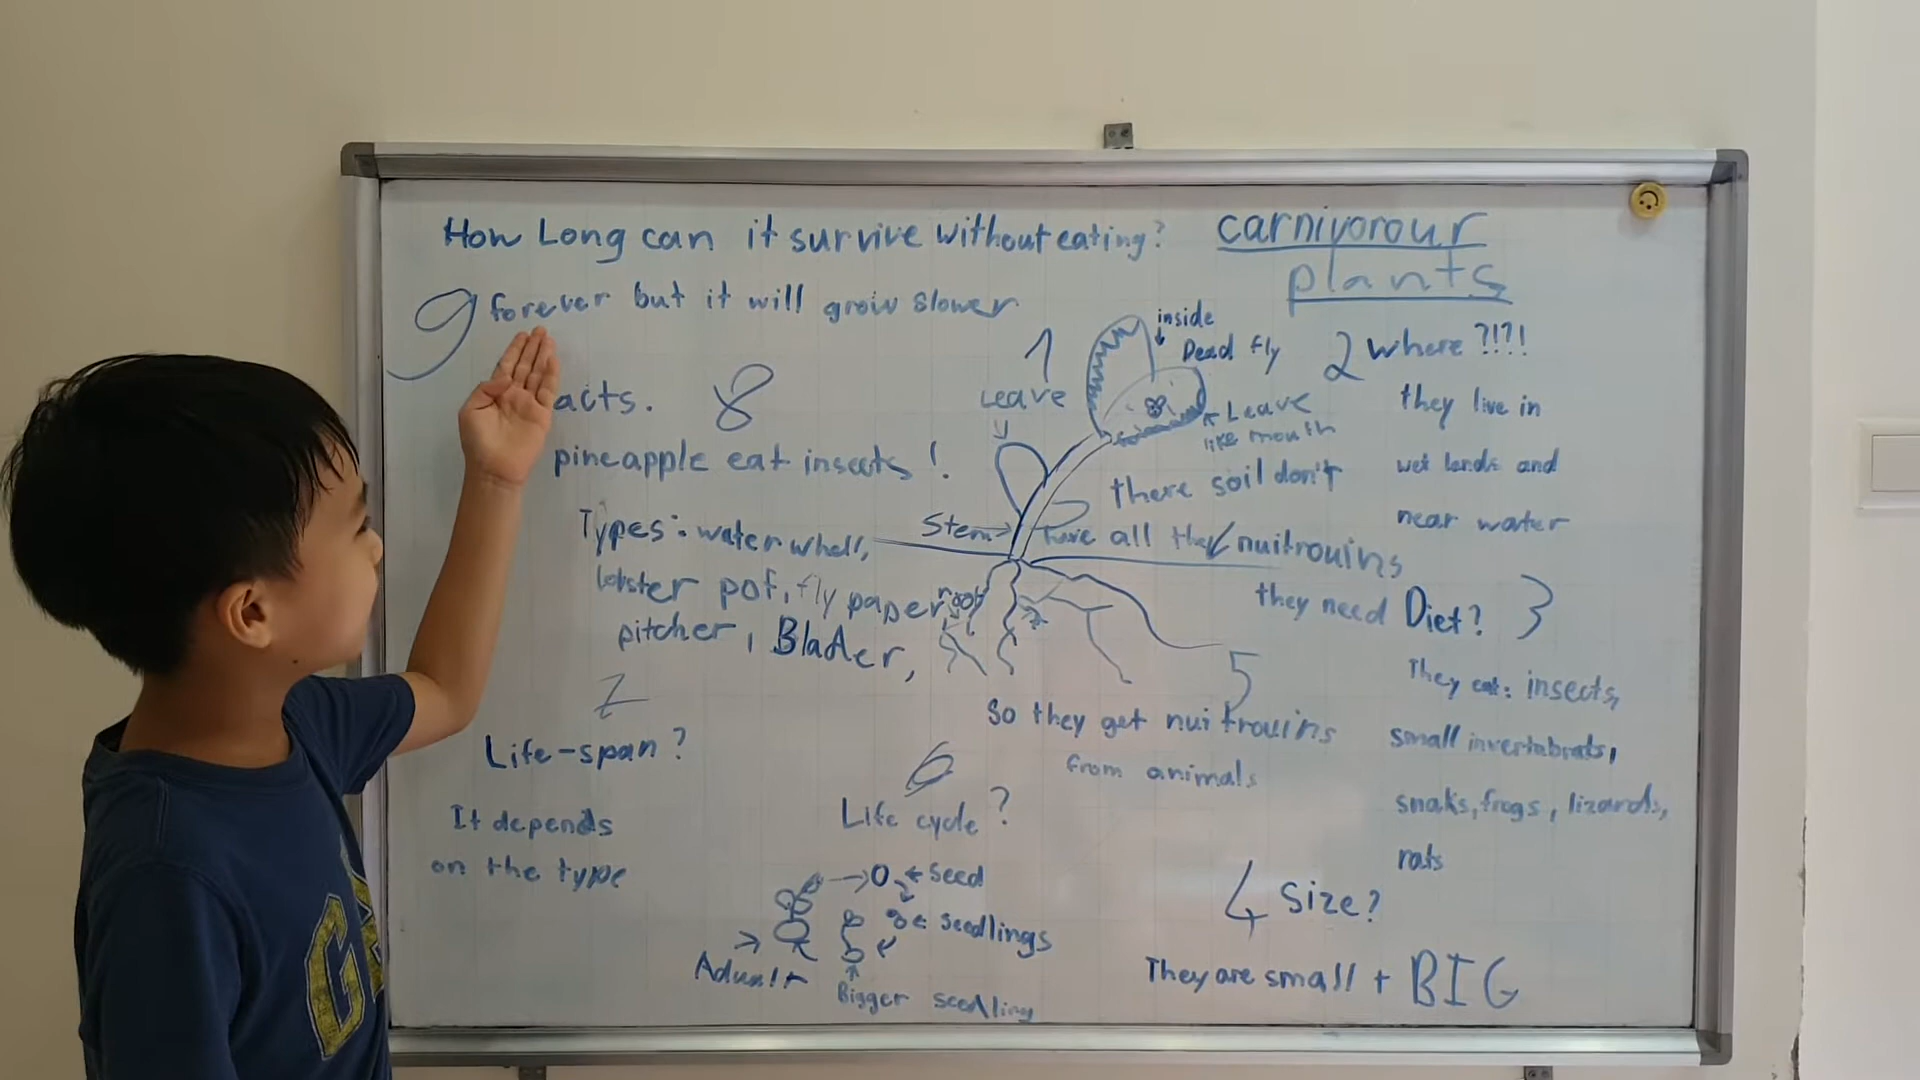 How Long can it survive without eating?
9 forever but it will grow slower
carnivorour
plants
1
Leave
inside
Dead fly
Leave
like mouth
Stem
root
2 where ?!?!
they live in
wet lands and
near water
Diet? 3
They eat: insects,
small invertabrats,
snaks, frogs, lizards,
rats
4 Size?
They are small + BIG
5
there soil don't
have all the nuitrouins
they need
So they get nuitrouins
from animals
6
Life cycle?
seed
seedlings
Bigger seedling
Adualt
7
Life-span?
It depends
on the type
acts. 8
pineapple eat insects!
Types: water whell,
lobster pot, fly paper
pitcher, Blader,